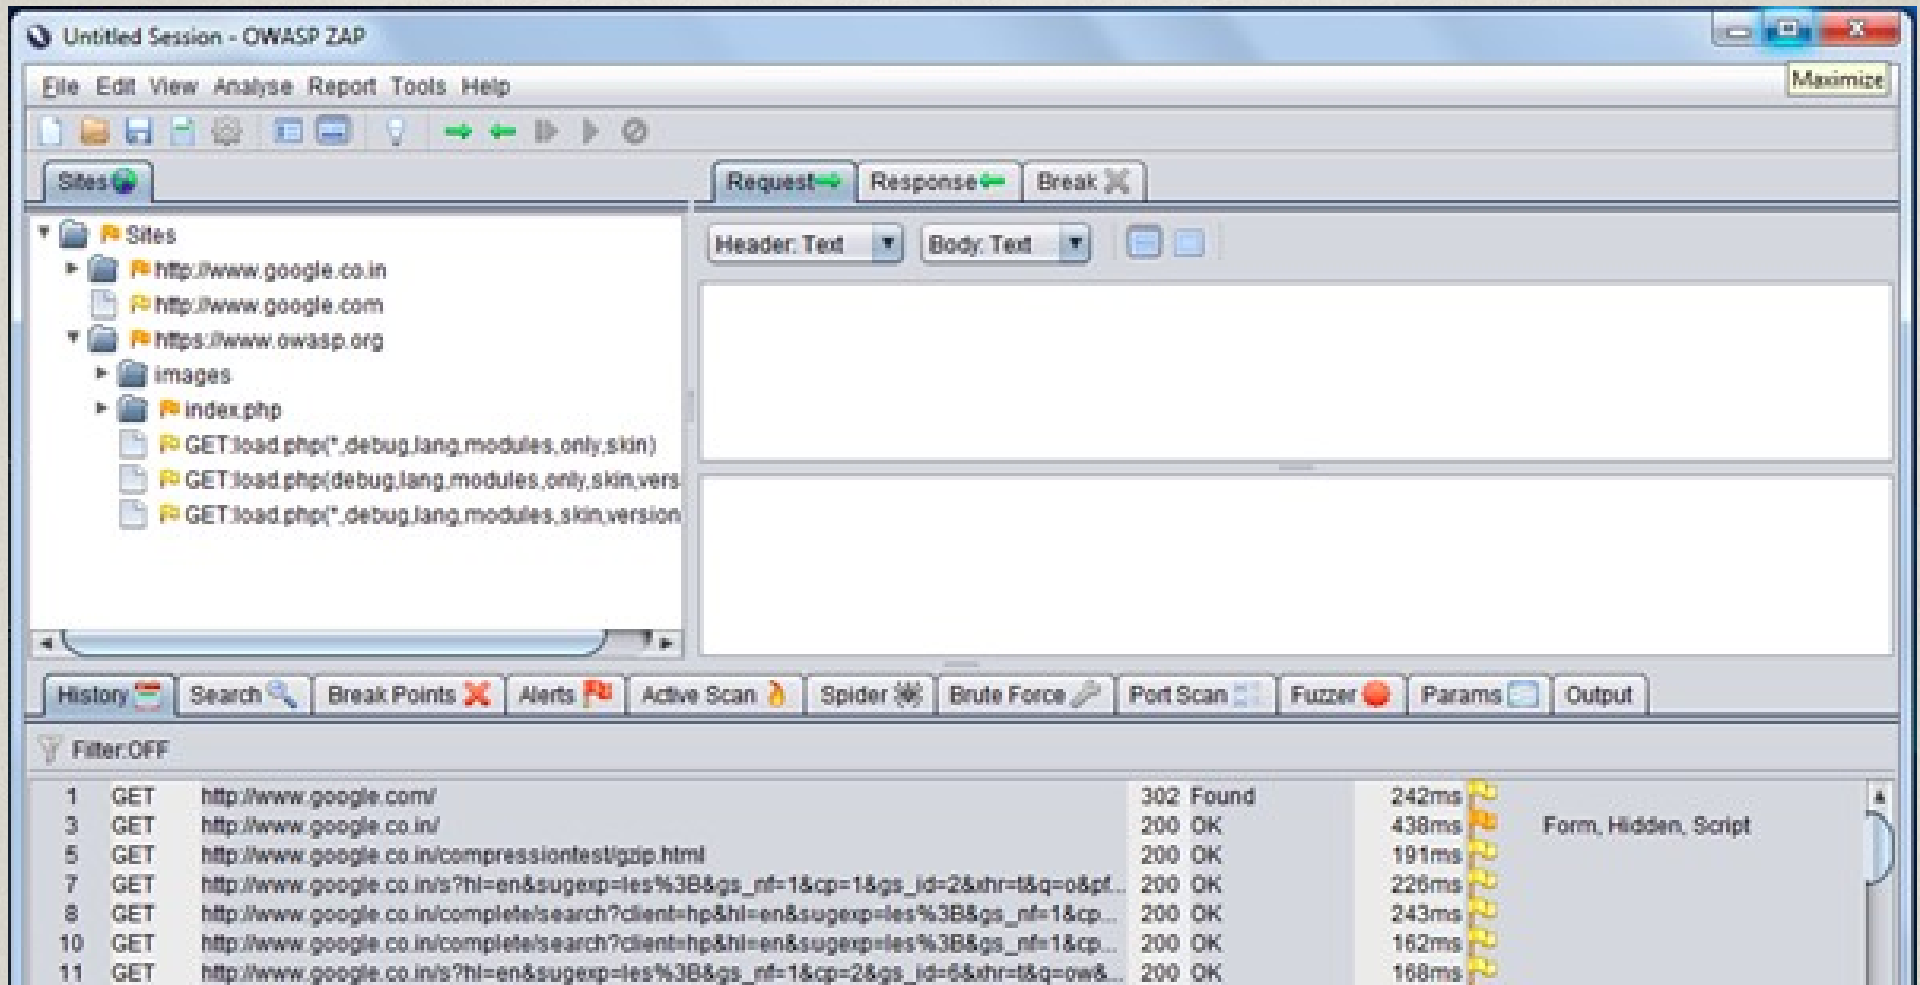 Untitled Session - OWASP ZAP
Maximize
File Edit View Analyse Report Tools Help
Sites
Request Response Break
Sites
http://www.google.co.in
http://www.google.com
https://www.owasp.org
images
index.php
GET:load.php(*,debug,lang,modules,only,skin)
GET:load.php(debug,lang,modules,only,skin,vers
GET:load.php(*,debug,lang,modules,skin,version
Header: Text Body: Text
History Search Break Points Alerts Active Scan Spider Brute Force Port Scan Fuzzer Params Output
Filter:OFF
1 GET http://www.google.com/ 302 Found 242ms
3 GET http://www.google.co.in/ 200 OK 438ms Form, Hidden, Script
5 GET http://www.google.co.in/compressiontest/gzip.html 200 OK 191ms
7 GET http://www.google.co.in/s?hl=en&sugexp=les%3B&gs_nf=1&cp=1&gs_id=2&xhr=t&q=o&pf... 200 OK 226ms
8 GET http://www.google.co.in/complete/search?client=hp&hl=en&sugexp=les%3B&gs_nf=1&cp... 200 OK 243ms
10 GET http://www.google.co.in/complete/search?client=hp&hl=en&sugexp=les%3B&gs_nf=1&cp... 200 OK 162ms
11 GET http://www.google.co.in/s?hl=en&sugexp=les%3B&gs_nf=1&cp=2&gs_id=6&xhr=t&q=ow&... 200 OK 168ms